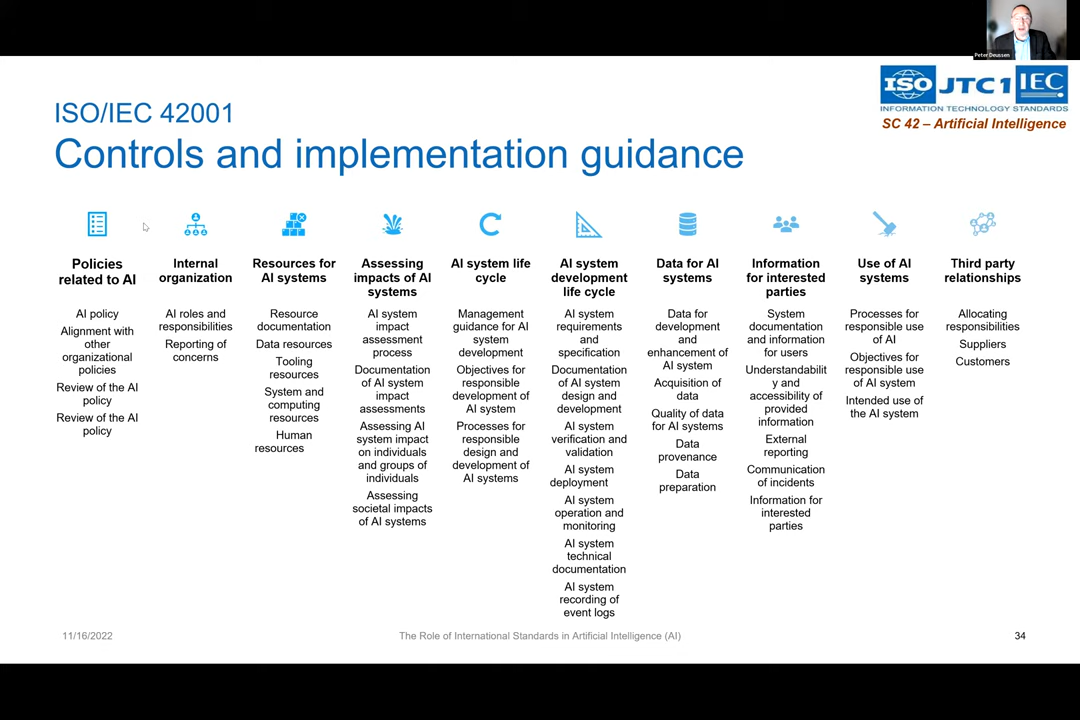 Peter Deussen
ISO JTC1 IEC
INFORMATION TECHNOLOGY STANDARDS
SC 42 – Artificial Intelligence
ISO/IEC 42001
Controls and implementation guidance
Policies
related to AI
AI policy
Alignment with
other
organizational
policies
Review of the AI
policy
Review of the AI
policy
Internal
organization
AI roles and
responsibilities
Reporting of
concerns
Resources for
AI systems
Resource
documentation
Data resources
Tooling
resources
System and
computing
resources
Human
resources
Assessing
impacts of AI
systems
AI system
impact
assessment
process
Documentation
of AI system
impact
assessments
Assessing AI
system impact
on individuals
and groups of
individuals
Assessing
societal impacts
of AI systems
AI system life
cycle
Management
guidance for AI
system
development
Objectives for
responsible
development of
AI system
Processes for
responsible
design and
development of
AI systems
AI system
development
life cycle
AI system
requirements
and
specification
Documentation
of AI system
design and
development
AI system
verification and
validation
AI system
deployment
AI system
operation and
monitoring
AI system
technical
documentation
AI system
recording of
event logs
Data for AI
systems
Data for
development
and
enhancement of
AI system
Acquisition of
data
Quality of data
for AI systems
Data
provenance
Data
preparation
Information
for interested
parties
System
documentation
and information
for users
Understandabilit
y and
accessibility of
provided
information
External
reporting
Communication
of incidents
Information for
interested
parties
Use of AI
systems
Processes for
responsible use
of AI
Objectives for
responsible use
of AI system
Intended use of
the AI system
Third party
relationships
Allocating
responsibilities
Suppliers
Customers
11/16/2022
The Role of International Standards in Artificial Intelligence (AI)
34